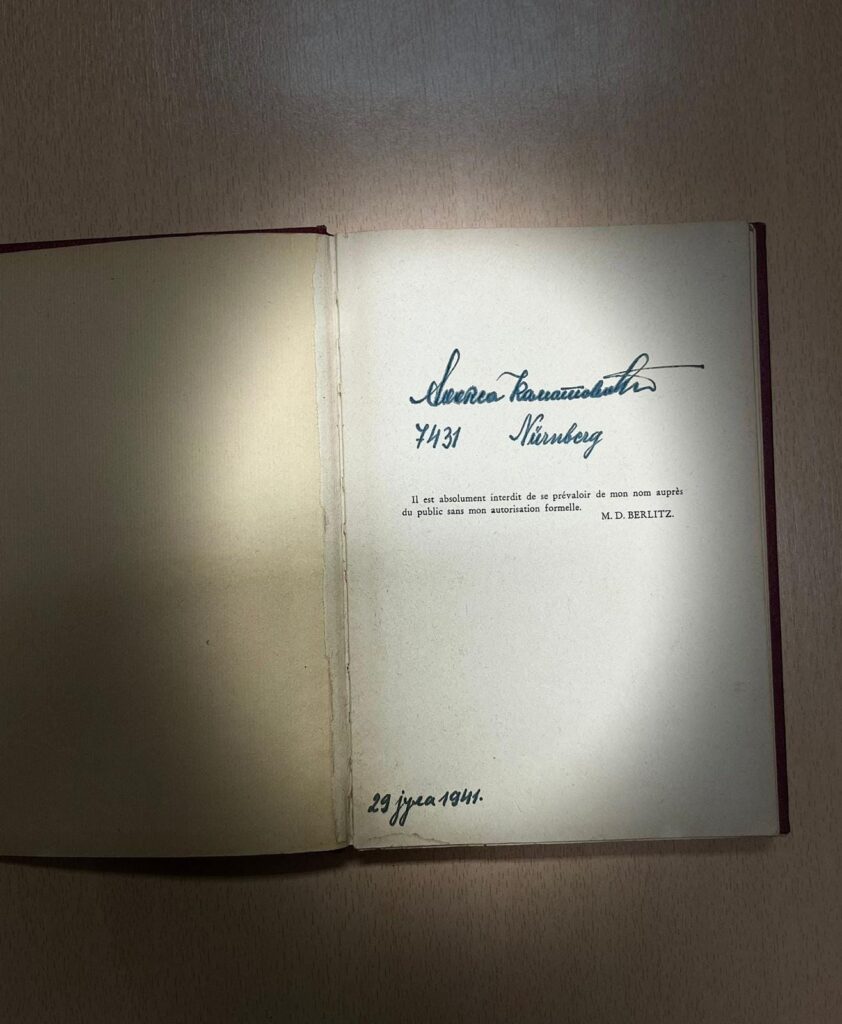 Алекса
7431 Nürnberg
Il est absolument interdit de se prévaloir de mon nom auprès
du public sans mon autorisation formelle.
M. D. BERLITZ.
29 јула 1941.